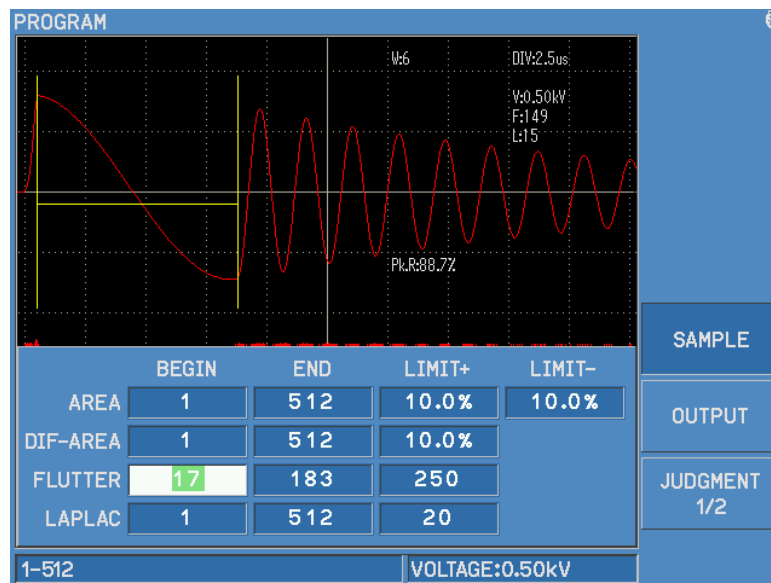 PROGRAM
W:6 DIV:2.5us
V:0.50kV
F:149
L:15
Pk.R:88.7%
SAMPLE
BEGIN END LIMIT+ LIMIT-
AREA 1 512 10.0% 10.0%
OUTPUT
DIF-AREA 1 512 10.0%
FLUTTER 17 183 250
JUDGMENT
1/2
LAPLAC 1 512 20
1-512 VOLTAGE:0.50kV